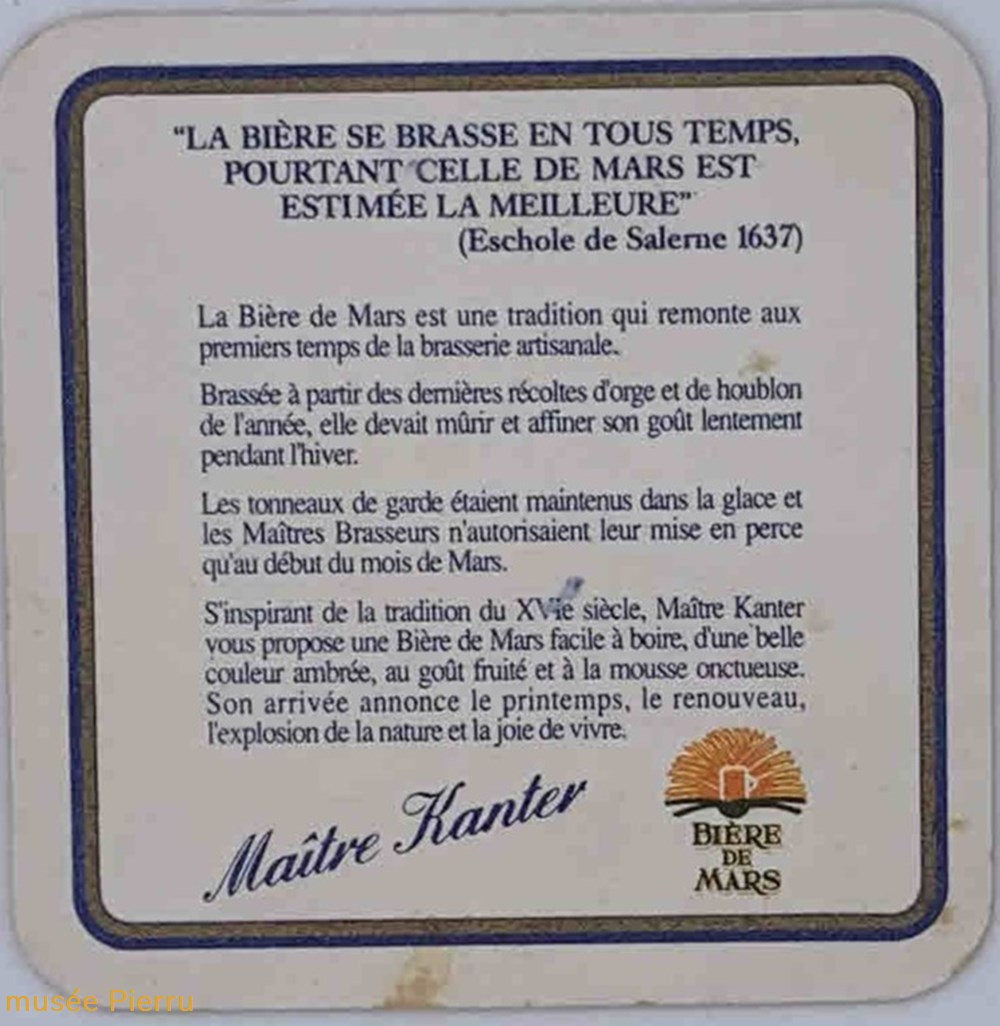 "LA BIÈRE SE BRASSE EN TOUS TEMPS,
POURTANT CELLE DE MARS EST
ESTIMÉE LA MEILLEURE"
(Eschole de Salerne 1637)
La Bière de Mars est une tradition qui remonte aux
premiers temps de la brasserie artisanale.
Brassée à partir des dernières récoltes d'orge et de houblon
de l'année, elle devait mûrir et affiner son goût lentement
pendant l'hiver.
Les tonneaux de garde étaient maintenus dans la glace et
les Maîtres Brasseurs n'autorisaient leur mise en perce
qu'au début du mois de Mars.
S'inspirant de la tradition du XVIe siècle, Maître Kanter
vous propose une Bière de Mars facile à boire, d'une belle
couleur ambrée, au goût fruité et à la mousse onctueuse.
Son arrivée annonce le printemps, le renouveau,
l'explosion de la nature et la joie de vivre.
Maître Kanter
BIÈRE
DE
MARS
musée Pierru